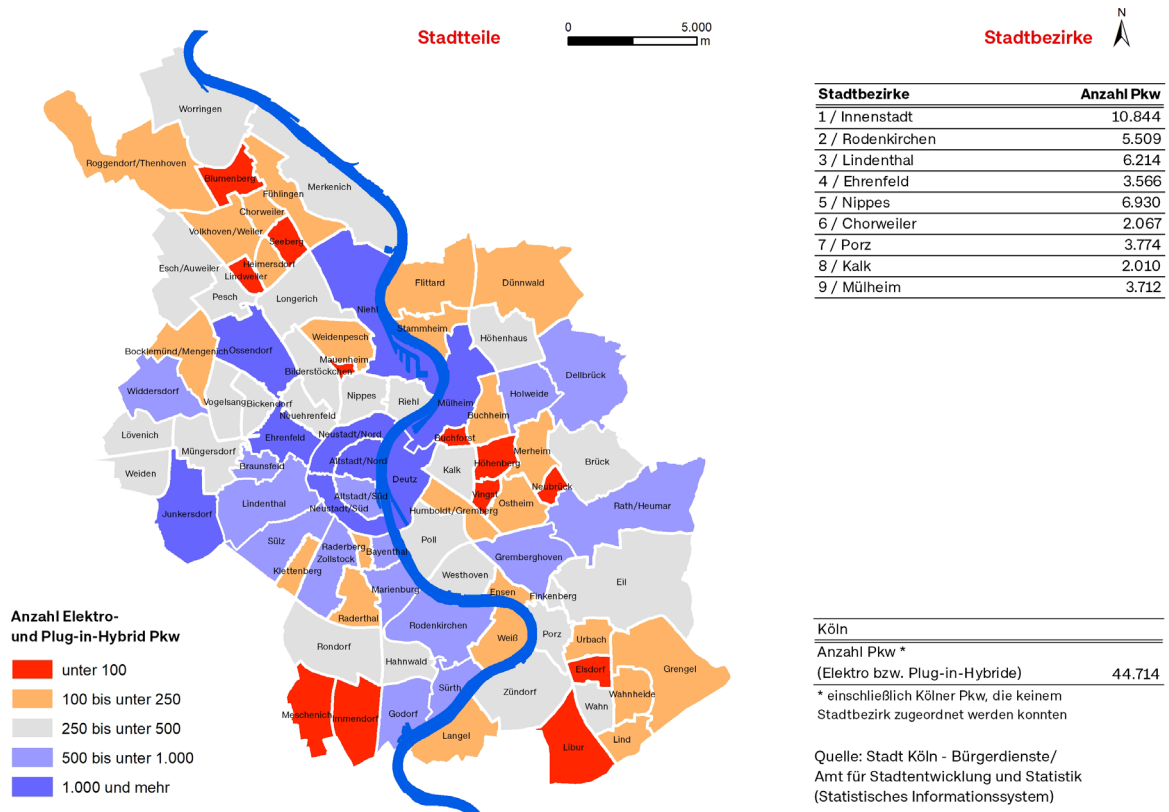 Stadtteile
0 5.000
m
Stadtbezirke
N
Stadtbezirke Anzahl Pkw
1 / Innenstadt 10.844
2 / Rodenkirchen 5.509
3 / Lindenthal 6.214
4 / Ehrenfeld 3.566
5 / Nippes 6.930
6 / Chorweiler 2.067
7 / Porz 3.774
8 / Kalk 2.010
9 / Mülheim 3.712
Worringen
Roggendorf/Thenhoven
Blumenberg
Merkenich
Fühlingen
Chorweiler
Volkhoven/Weiler
Seeberg
Heimersdorf
Esch/Auweiler
Lindweiler
Pesch
Longerich
Niehl
Flittard
Dünnwald
Stammheim
Weidenpesch
Höhenhaus
Bocklemünd/Mengenich
Ossendorf
Mauenheim
Bilderstöckchen
Dellbrück
Widdersdorf
Vogelsang
Bickendorf
Nippes
Riehl
Mülheim
Holweide
Neuehrenfeld
Buchheim
Lövenich
Ehrenfeld
Neustadt/Nord
Buchforst
Müngersdorf
Merheim
Weiden
Braunsfeld
Altstadt/Nord
Kalk
Höhenberg
Brück
Deutz
Neubrück
Junkersdorf
Lindenthal
Altstadt/Süd
Neustadt/Süd
Vingst
Ostheim
Rath/Heumar
Humboldt/Gremberg
Sülz
Raderberg
Zollstock
Bayenthal
Poll
Gremberghoven
Klettenberg
Marienburg
Westhoven
Eil
Ensen
Finkenberg
Raderthal
Rodenkirchen
Weiß
Porz
Urbach
Rondorf
Hahnwald
Elsdorf
Grengel
Sürth
Zündorf
Wahnheide
Wahn
Meschenich
Immendorf
Godorf
Langel
Libur
Lind
Anzahl Elektro-
und Plug-in-Hybrid Pkw
unter 100
100 bis unter 250
250 bis unter 500
500 bis unter 1.000
1.000 und mehr
Köln
Anzahl Pkw *
(Elektro bzw. Plug-in-Hybride) 44.714
* einschließlich Kölner Pkw, die keinem
Stadtbezirk zugeordnet werden konnten
Quelle: Stadt Köln - Bürgerdienste/
Amt für Stadtentwicklung und Statistik
(Statistisches Informationssystem)